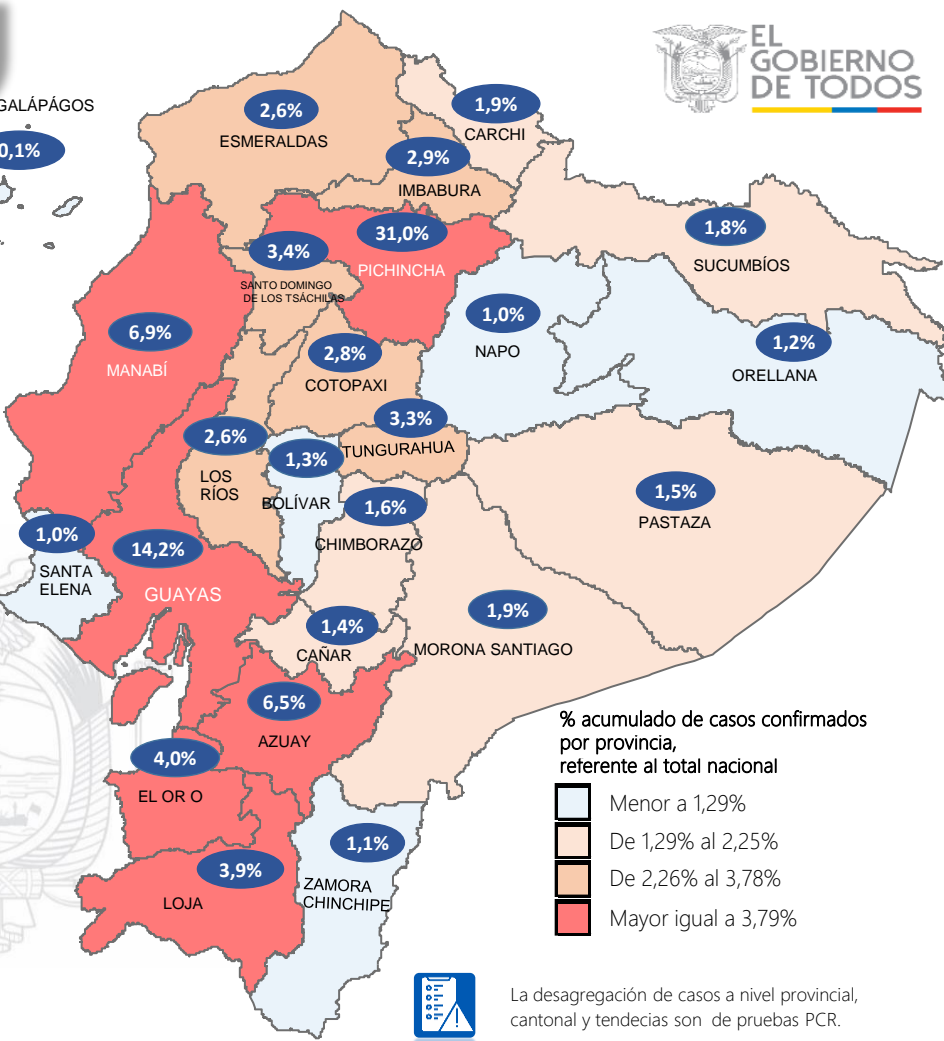 EL
GOBIERNO
DE TODOS
GALÁPÁGOS
0,1%
2,6%
ESMERALDAS
1,9%
CARCHI
2,9%
IMBABURA
31,0%
PICHINCHA
3,4%
SANTO DOMINGO
DE LOS TSÁCHILAS
1,8%
SUCUMBÍOS
6,9%
MANABÍ
1,0%
NAPO
1,2%
ORELLANA
2,8%
COTOPAXI
3,3%
TUNGURAHUA
2,6%
LOS
RÍOS
1,3%
BOLÍVAR
1,6%
CHIMBORAZO
1,5%
PASTAZA
1,0%
SANTA
ELENA
14,2%
GUAYAS
1,4%
CAÑAR
1,9%
MORONA SANTIAGO
6,5%
AZUAY
4,0%
EL OR O
3,9%
LOJA
1,1%
ZAMORA
CHINCHIPE
% acumulado de casos confirmados
por provincia,
referente al total nacional
Menor a 1,29%
De 1,29% al 2,25%
De 2,26% al 3,78%
Mayor igual a 3,79%
La desagregación de casos a nivel provincial,
cantonal y tendecias son de pruebas PCR.